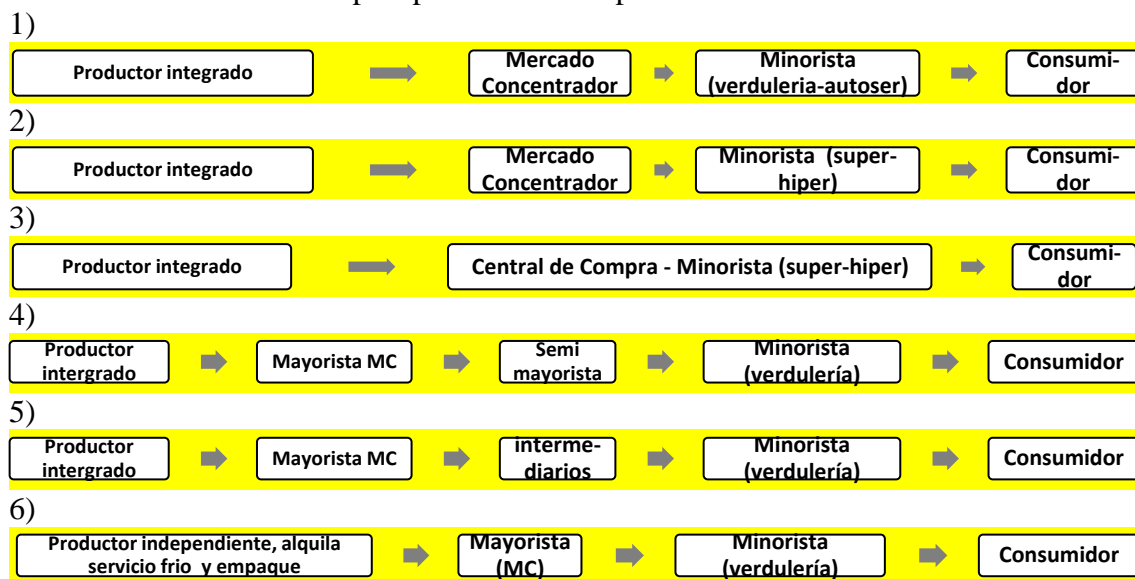 1)
Productor integrado Mercado Concentrador Minorista (verduleria-autoser) Consumi-dor
2)
Productor integrado Mercado Concentrador Minorista (super-hiper) Consumi-dor
3)
Productor integrado Central de Compra - Minorista (super-hiper) Consumi-dor
4)
Productor intergrado Mayorista MC Semi mayorista Minorista (verdulería) Consumidor
5)
Productor intergrado Mayorista MC interme-diarios Minorista (verdulería) Consumidor
6)
Productor independiente, alquila servicio frio y empaque Mayorista (MC) Minorista (verdulería) Consumidor